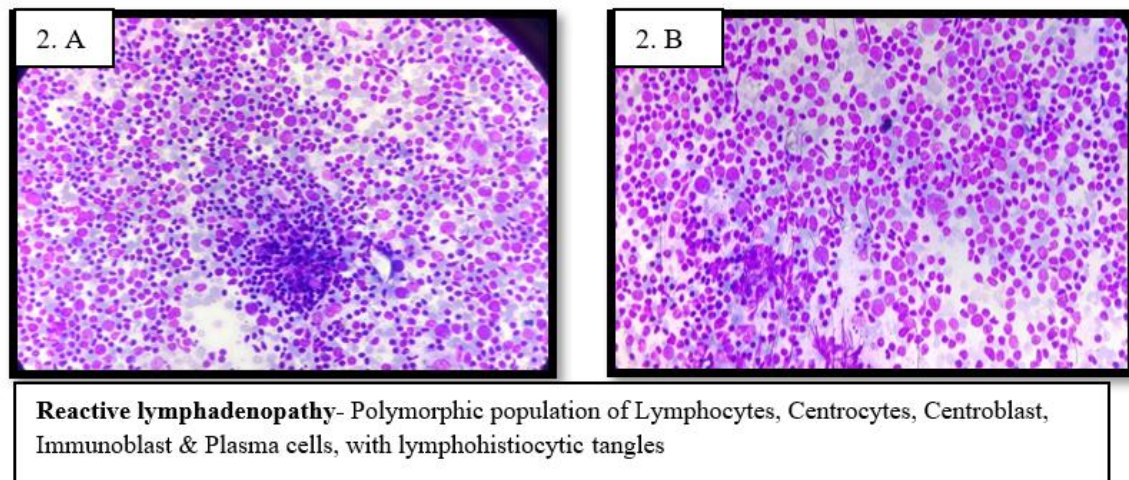 2. A
2. B
Reactive lymphadenopathy- Polymorphic population of Lymphocytes, Centrocytes, Centroblast,
Immunoblast & Plasma cells, with lymphohistiocytic tangles